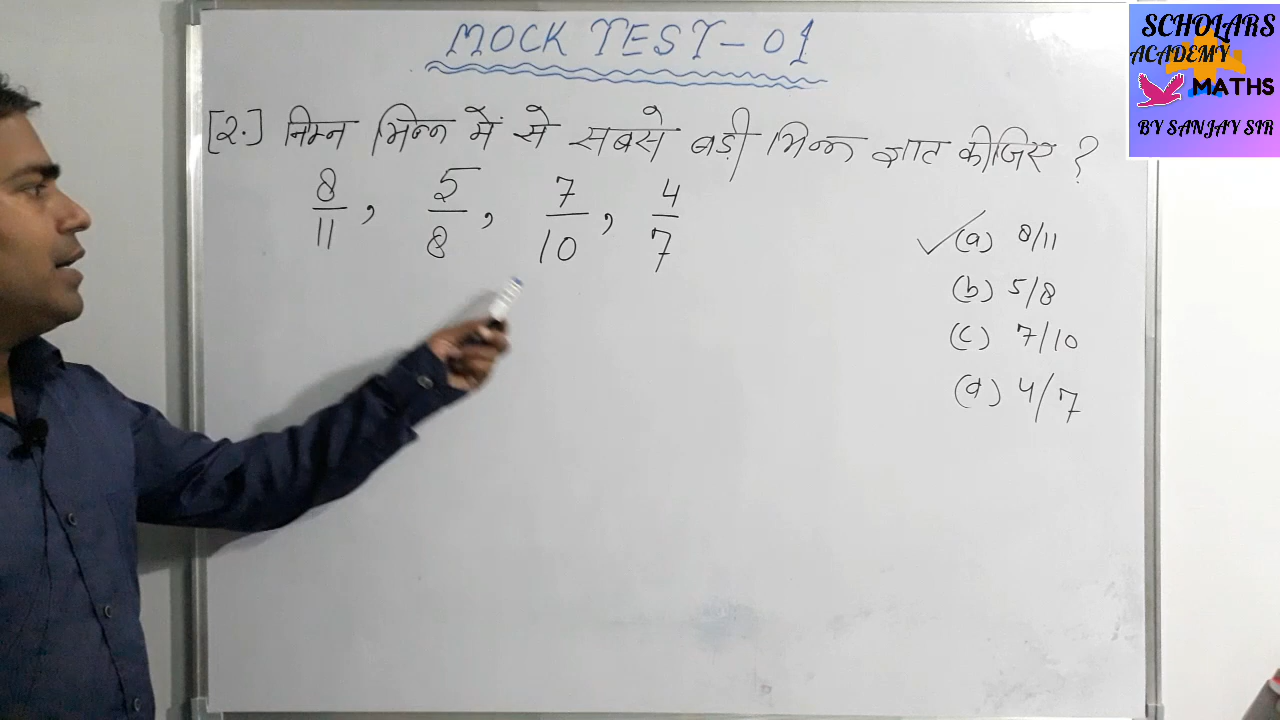 MOCK TEST-01
[2.] निम्न भिन्न में से सबसे बड़ी भिन्न ज्ञात कीजिए ?
8/11, 5/8, 7/10, 4/7
(a) 8/11
(b) 5/8
(c) 7/10
(d) 4/7
SCHOLARS
ACADEMY
MATHS
BY SANJAY SIR